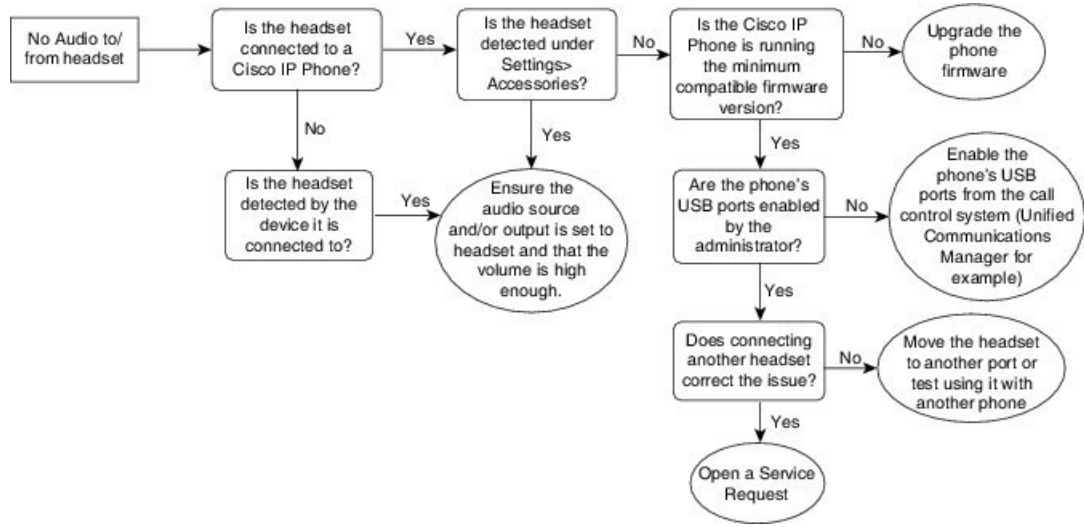 No Audio to/
from headset
Is the headset
connected to a
Cisco IP Phone?
Yes
Is the headset
detected under
Settings>
Accessories?
No
Is the Cisco IP
Phone is running
the minimum
compatible firmware
version?
No
Upgrade the
phone
firmware
No
Yes
Yes
Is the headset
detected by the
device it is
connected to?
Yes
Ensure the
audio source
and/or output is set to
headset and that the
volume is high
enough.
Are the phone's
USB ports enabled
by the
administrator?
No
Enable the
phone's USB
ports from the call
control system (Unified
Communications
Manager for
example)
Yes
Does connecting
another headset
correct the issue?
No
Move the headset
to another port or
test using it with
another phone
Yes
Open a Service
Request